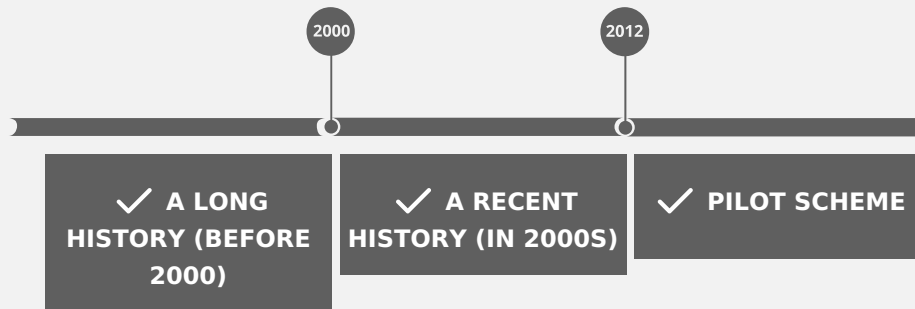 2000
2012
A LONG
HISTORY (BEFORE
2000)
A RECENT
HISTORY (IN 2000S)
PILOT SCHEME